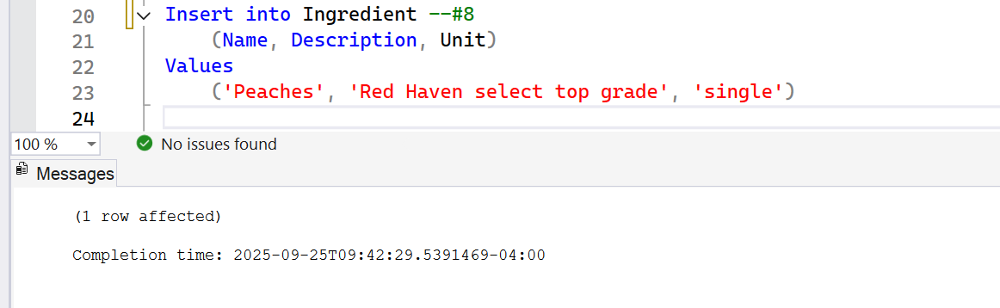 20 Insert into Ingredient --#8
21 (Name, Description, Unit)
22 Values
23 ('Peaches', 'Red Haven select top grade', 'single')
24
100 % No issues found
Messages
(1 row affected)
Completion time: 2025-09-25T09:42:29.5391469-04:00